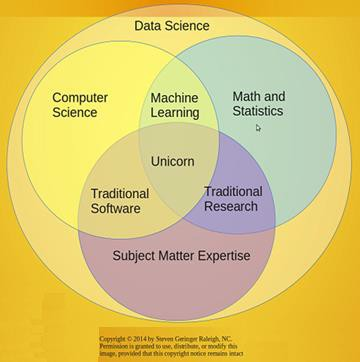 Data Science
Computer
Science
Machine
Learning
Math and
Statistics
Unicorn
Traditional
Software
Traditional
Research
Subject Matter Expertise
Copyright © 2014 by Steven Geringer Raleigh, NC.
Permission is granted to use, distribute, or modify this
image, provided that this copyright notice remains intact